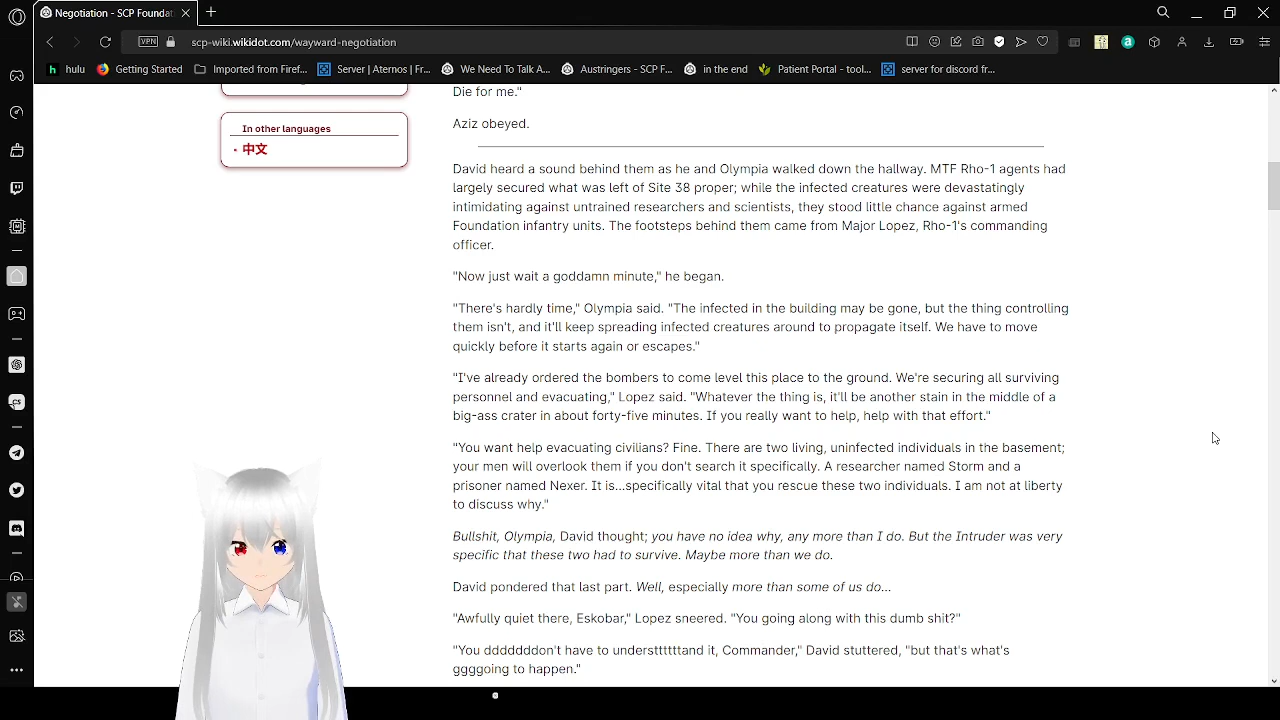 Negotiation - SCP Foundat
scp-wiki.wikidot.com/wayward-negotiation
VPN
hulu
Getting Started
Imported from Firef...
Server | Aternos | Fr...
We Need To Talk A...
Austringers - SCP F...
in the end
Patient Portal - tool...
server for discord fr...
In other languages
中文
Die for me."
Aziz obeyed.
David heard a sound behind them as he and Olympia walked down the hallway. MTF Rho-1 agents had
largely secured what was left of Site 38 proper; while the infected creatures were devastatingly
intimidating against untrained researchers and scientists, they stood little chance against armed
Foundation infantry units. The footsteps behind them came from Major Lopez, Rho-1's commanding
officer.
"Now just wait a goddamn minute," he began.
"There's hardly time," Olympia said. "The infected in the building may be gone, but the thing controlling
them isn't, and it'll keep spreading infected creatures around to propagate itself. We have to move
quickly before it starts again or escapes."
"I've already ordered the bombers to come level this place to the ground. We're securing all surviving
personnel and evacuating," Lopez said. "Whatever the thing is, it'll be another stain in the middle of a
big-ass crater in about forty-five minutes. If you really want to help, help with that effort."
"You want help evacuating civilians? Fine. There are two living, uninfected individuals in the basement;
your men will overlook them if you don't search it specifically. A researcher named Storm and a
prisoner named Nexer. It is...specifically vital that you rescue these two individuals. I am not at liberty
to discuss why."
Bullshit, Olympia, David thought; you have no idea why, any more than I do. But the Intruder was very
specific that these two had to survive. Maybe more than we do.
David pondered that last part. Well, especially more than some of us do...
"Awfully quiet there, Eskobar," Lopez sneered. "You going along with this dumb shit?"
"You dddddddon't have to understtttttand it, Commander," David stuttered, "but that's what's
ggggoing to happen."